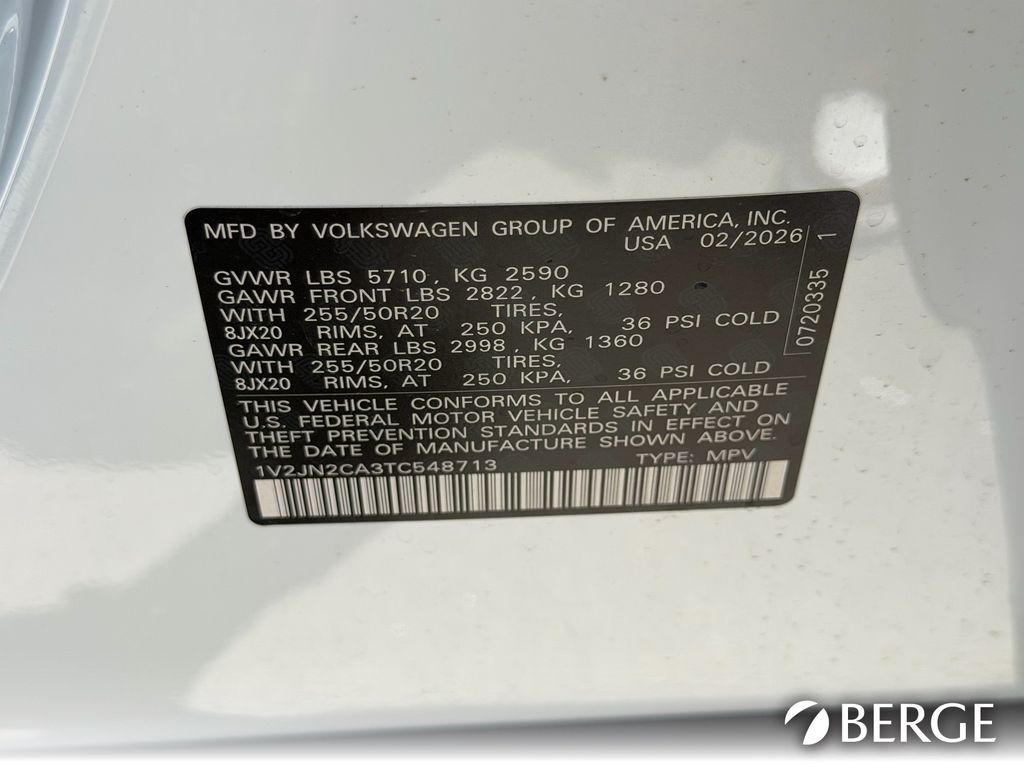 MFD BY VOLKSWAGEN GROUP OF AMERICA, INC.
USA 02/2026
GVWR LBS 5710, KG 2590
GAWR FRONT LBS 2822, KG 1280
WITH 255/50R20 TIRES,
8JX20 RIMS, AT 250 KPA, 36 PSI COLD
GAWR REAR LBS 2998, KG 1360
WITH 255/50R20 TIRES,
8JX20 RIMS, AT 250 KPA, 36 PSI COLD
0720335 1
THIS VEHICLE CONFORMS TO ALL APPLICABLE
U.S. FEDERAL MOTOR VEHICLE SAFETY AND
THEFT PREVENTION STANDARDS IN EFFECT ON
THE DATE OF MANUFACTURE SHOWN ABOVE.
1V2JN2CA3TC548713 TYPE: MPV
BERGE